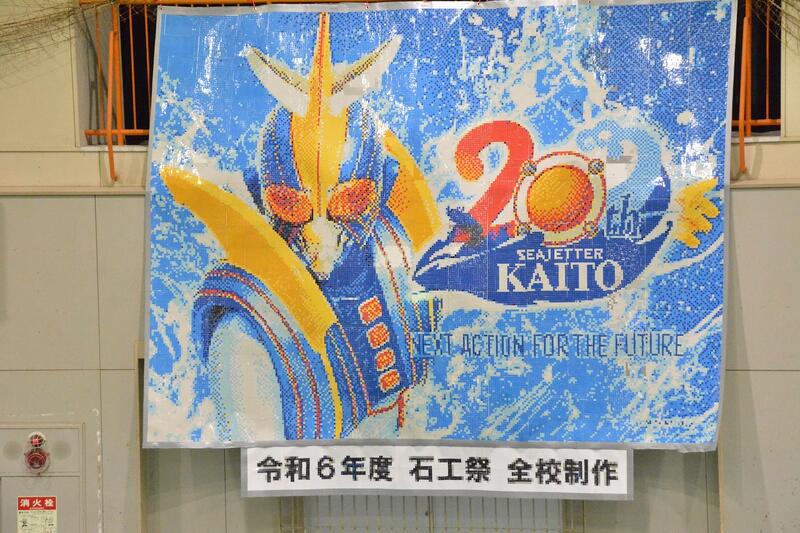 20th
SEAJETTER
KAITO
NEXT ACTION FOR THE FUTURE
令和6年度 石工祭 全校制作
消火栓